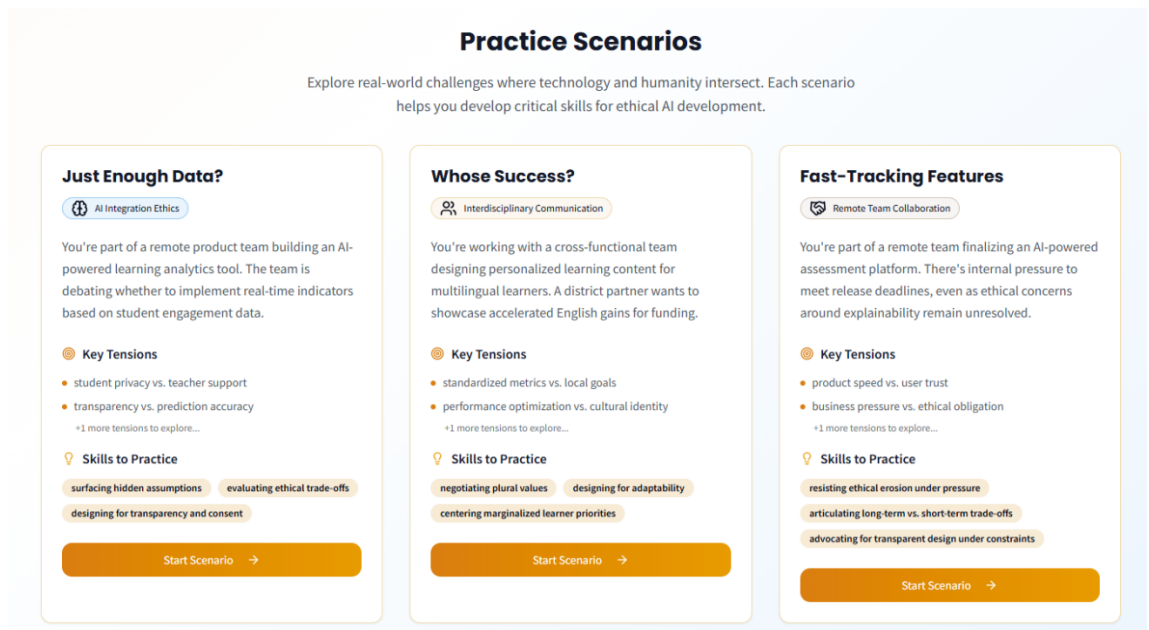 Practice Scenarios
Explore real-world challenges where technology and humanity intersect. Each scenario
helps you develop critical skills for ethical AI development.
Just Enough Data?
AI Integration Ethics
You're part of a remote product team building an AI-
powered learning analytics tool. The team is
debating whether to implement real-time indicators
based on student engagement data.
Key Tensions
student privacy vs. teacher support
transparency vs. prediction accuracy
+1 more tensions to explore...
Skills to Practice
surfacing hidden assumptions
evaluating ethical trade-offs
designing for transparency and consent
Start Scenario →
Whose Success?
Interdisciplinary Communication
You're working with a cross-functional team
designing personalized learning content for
multilingual learners. A district partner wants to
showcase accelerated English gains for funding.
Key Tensions
standardized metrics vs. local goals
performance optimization vs. cultural identity
+1 more tensions to explore...
Skills to Practice
negotiating plural values
designing for adaptability
centering marginalized learner priorities
Start Scenario →
Fast-Tracking Features
Remote Team Collaboration
You're part of a remote team finalizing an AI-powered
assessment platform. There's internal pressure to
meet release deadlines, even as ethical concerns
around explainability remain unresolved.
Key Tensions
product speed vs. user trust
business pressure vs. ethical obligation
+1 more tensions to explore...
Skills to Practice
resisting ethical erosion under pressure
articulating long-term vs. short-term trade-offs
advocating for transparent design under constraints
Start Scenario →